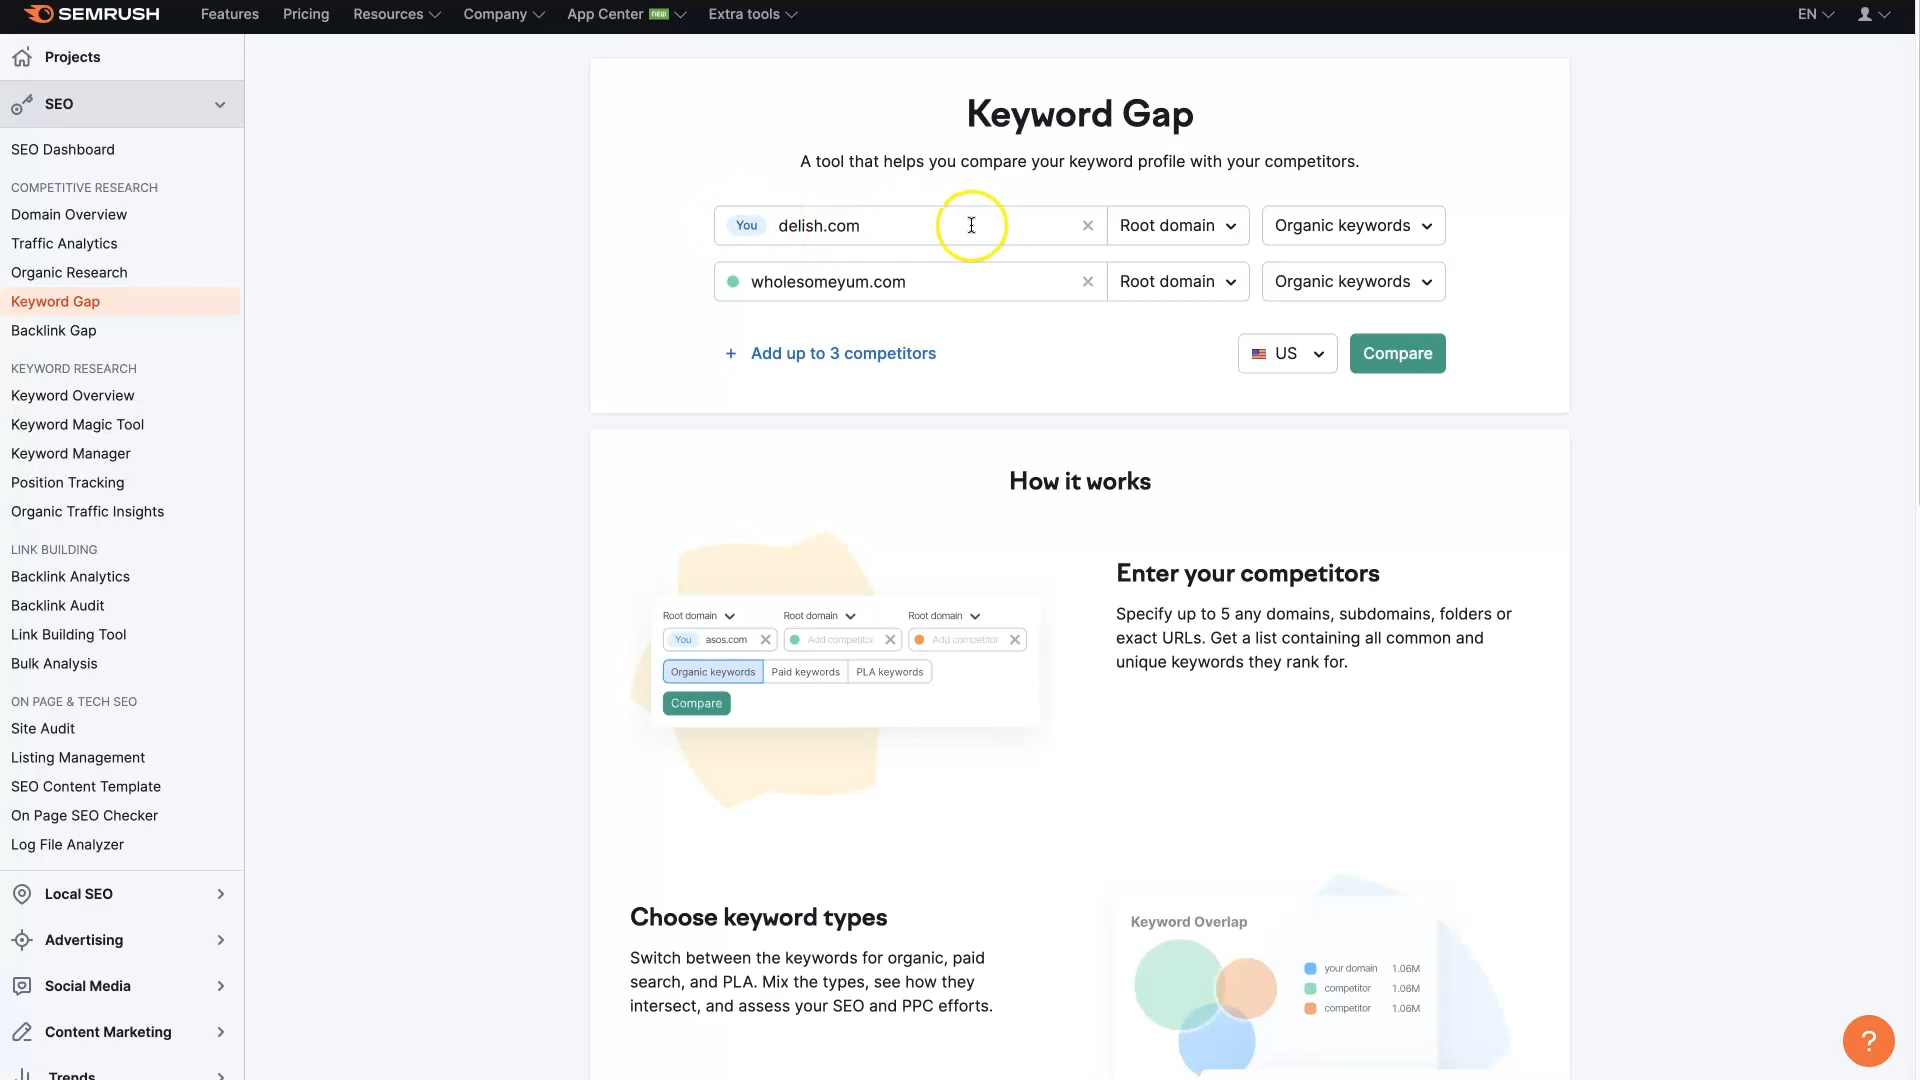 SEMRUSH
Features
Pricing
Resources
Company
App Center NEW
Extra tools
EN
Projects
SEO
SEO Dashboard
COMPETITIVE RESEARCH
Domain Overview
Traffic Analytics
Organic Research
Keyword Gap
Backlink Gap
KEYWORD RESEARCH
Keyword Overview
Keyword Magic Tool
Keyword Manager
Position Tracking
Organic Traffic Insights
LINK BUILDING
Backlink Analytics
Backlink Audit
Link Building Tool
Bulk Analysis
ON PAGE & TECH SEO
Site Audit
Listing Management
SEO Content Template
On Page SEO Checker
Log File Analyzer
Local SEO
Advertising
Social Media
Content Marketing
Trends
Keyword Gap
A tool that helps you compare your keyword profile with your competitors.
You delish.com Root domain Organic keywords
wholesomeyum.com Root domain Organic keywords
+ Add up to 3 competitors US Compare
How it works
Root domain Root domain Root domain
You asos.com Add competitor Add competitor
Organic keywords Paid keywords PLA keywords
Compare
Enter your competitors
Specify up to 5 any domains, subdomains, folders or
exact URLs. Get a list containing all common and
unique keywords they rank for.
Choose keyword types
Switch between the keywords for organic, paid
search, and PLA. Mix the types, see how they
intersect, and assess your SEO and PPC efforts.
Keyword Overlap
your domain 1.06M
competitor 1.06M
competitor 1.06M
?